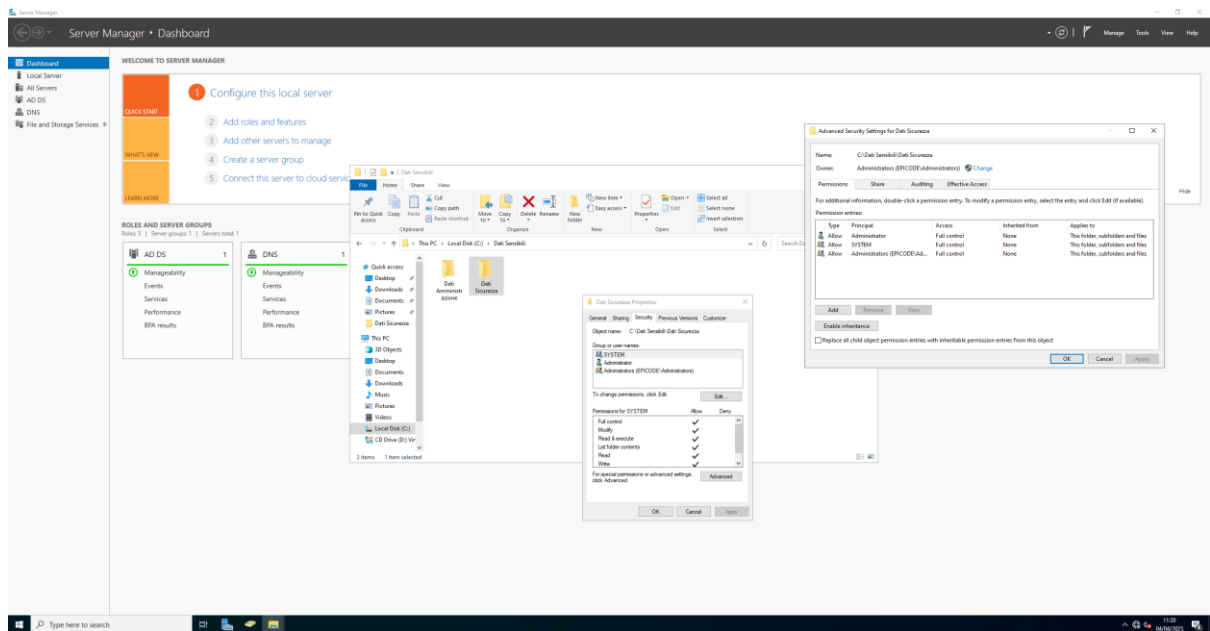 Server Manager
Server Manager • Dashboard
Manage Tools View Help
Dashboard
Local Server
All Servers
AD DS
DNS
File and Storage Services
WELCOME TO SERVER MANAGER
QUICK START
WHAT'S NEW
LEARN MORE
1 Configure this local server
2 Add roles and features
3 Add other servers to manage
4 Create a server group
5 Connect this server to cloud servic
Hide
ROLES AND SERVER GROUPS
Roles: 3 | Server groups: 1 | Servers total: 1
AD DS 1
Manageability
Events
Services
Performance
BPA results
DNS 1
Manageability
Events
Services
Performance
BPA results
Dati Sensibili
File Home Share View
Pin to Quick access
Copy
Paste
Cut
Copy path
Paste shortcut
Clipboard
Move to
Copy to
Delete
Rename
Organize
New folder
New item
Easy access
New
Properties
Open
Edit
Open
Select all
Select none
Invert selection
Select
This PC › Local Disk (C:) › Dati Sensibili
Search Da
Quick access
Desktop
Downloads
Documents
Pictures
Dati Sicurezza
This PC
3D Objects
Desktop
Documents
Downloads
Music
Pictures
Videos
Local Disk (C:)
CD Drive (D:) Vir
Dati Amministr
azione
Dati
Sicurezza
2 items 1 item selected
Dati Sicurezza Properties
General Sharing Security Previous Versions Customize
Object name: C:\Dati Sensibili\Dati Sicurezza
Group or user names:
SYSTEM
Administrator
Administrators (EPICODE\Administrators)
To change permissions, click Edit.
Edit...
Permissions for SYSTEM Allow Deny
Full control
Modify
Read & execute
List folder contents
Read
Write
For special permissions or advanced settings, click Advanced.
Advanced
OK Cancel Apply
Advanced Security Settings for Dati Sicurezza
Name: C:\Dati Sensibili\Dati Sicurezza
Owner: Administrators (EPICODE\Administrators) Change
Permissions Share Auditing Effective Access
For additional information, double-click a permission entry. To modify a permission entry, select the entry and click Edit (if available).
Permission entries:
Type Principal Access Inherited from Applies to
Allow Administrator Full control None This folder, subfolders and files
Allow SYSTEM Full control None This folder, subfolders and files
Allow Administrators (EPICODE\Ad... Full control None This folder, subfolders and files
Add Remove View
Enable inheritance
Replace all child object permission entries with inheritable permission entries from this object
OK Cancel Apply
Type here to search
11:20
04/04/2025